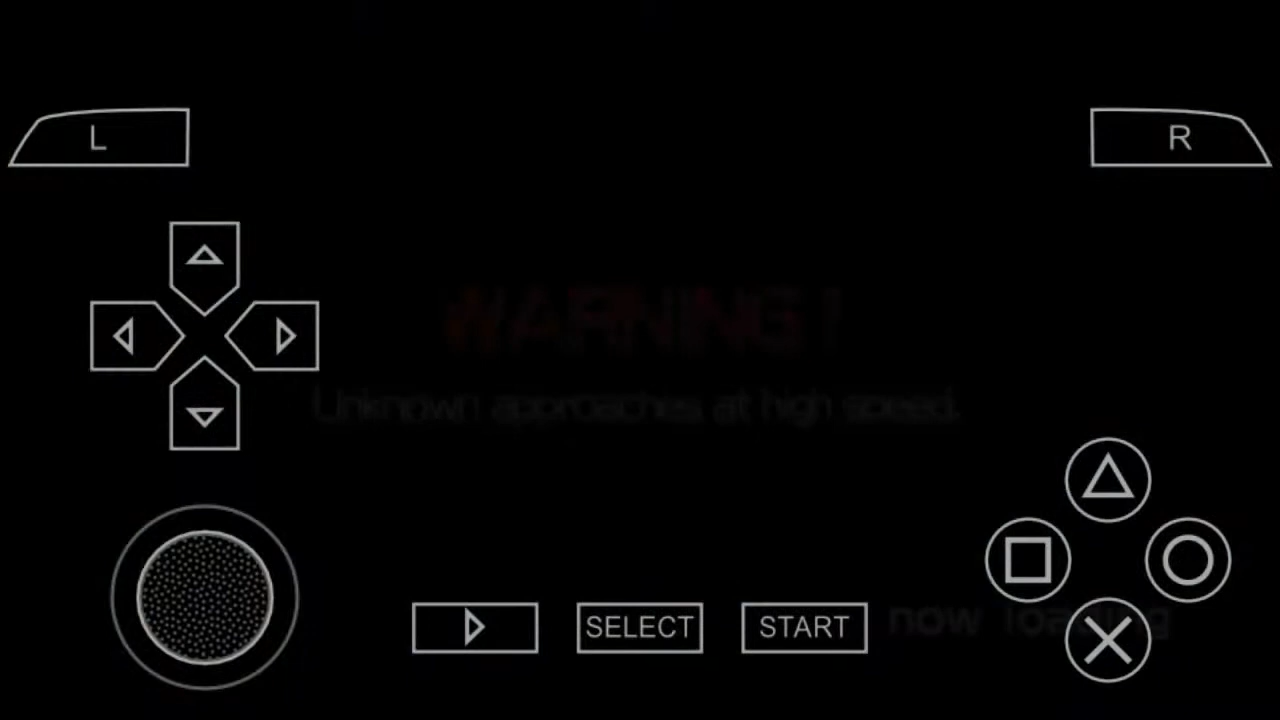 L
R
WARNING!
Unknown approaches at high speed.
SELECT
START
now loading